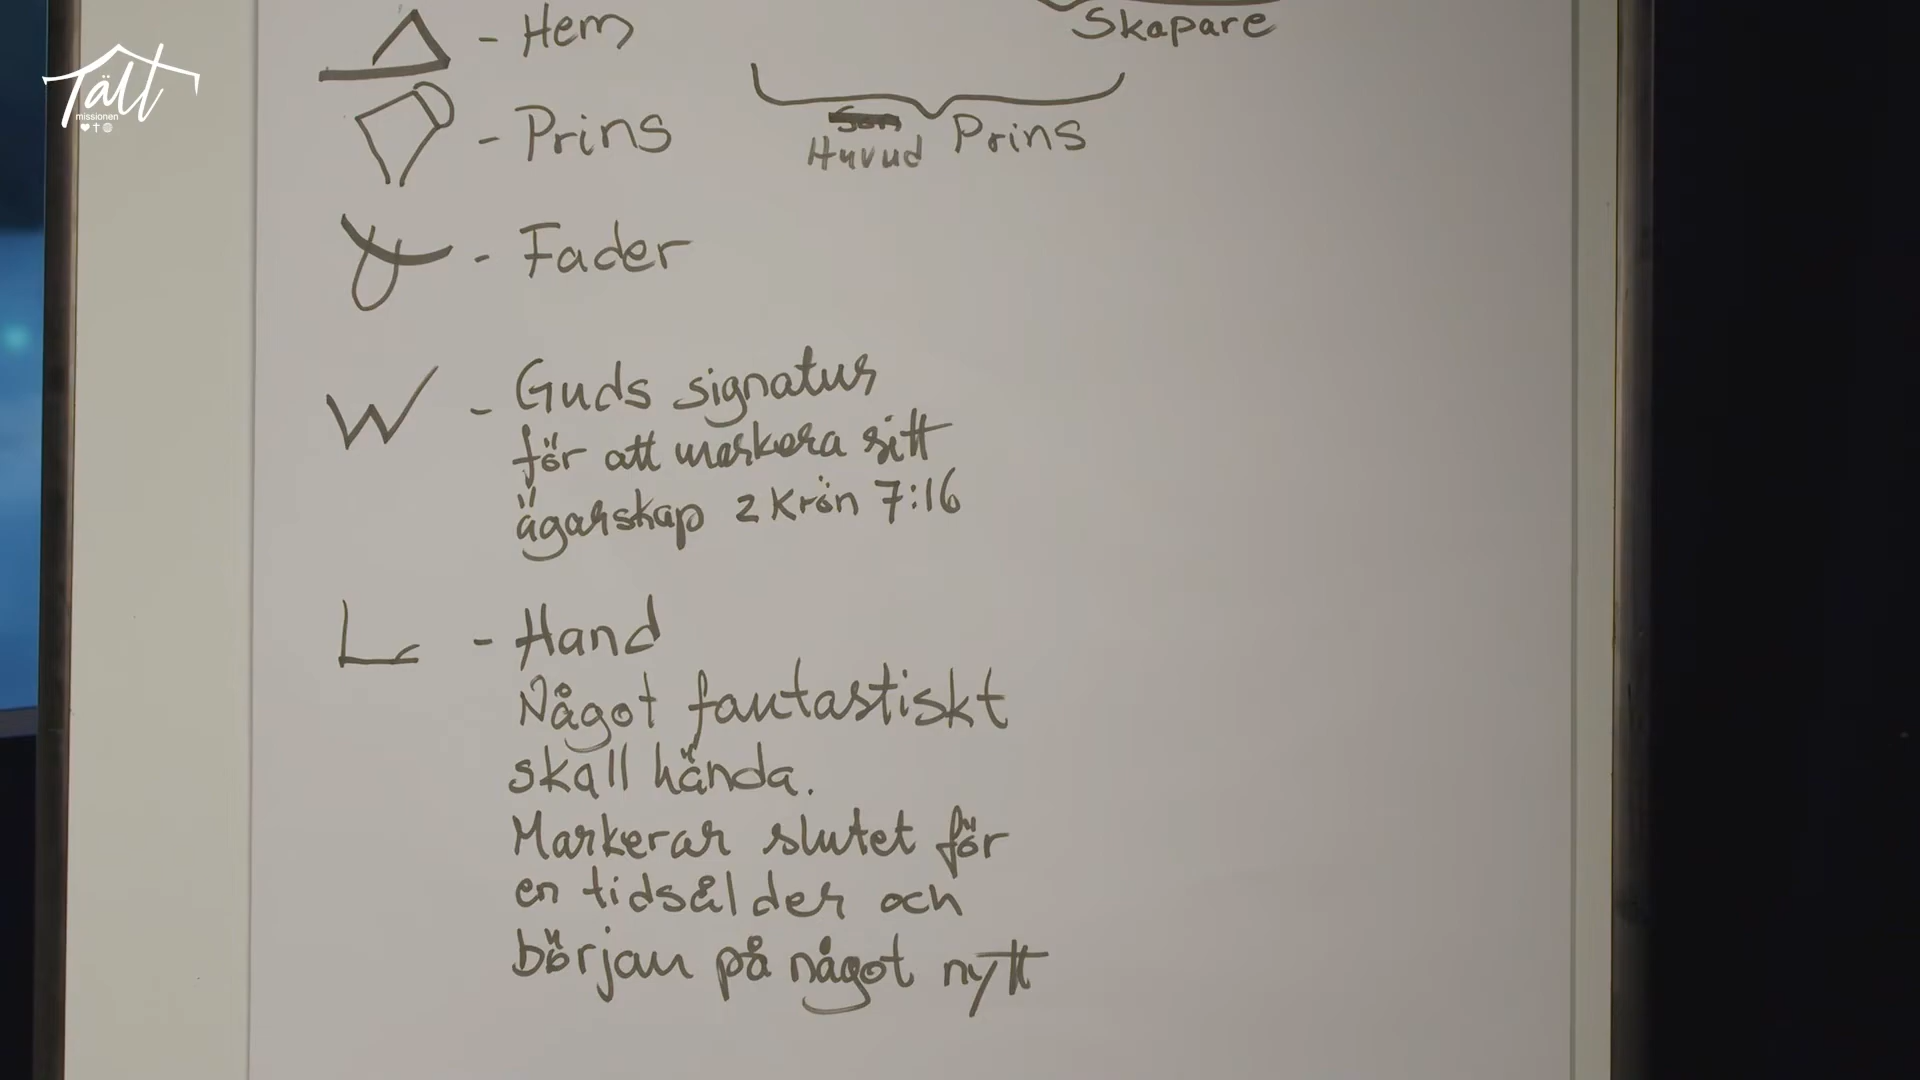 Tält
missionen
- Hem
Skapare
- Prins
Huvud Prins
- Fader
W - Guds signatur
för att markera sitt
ägarskap 2 Krön 7:16
- Hand
Något fantastiskt
skall hända.
Markerar slutet för
en tidsålder och
början på något nytt